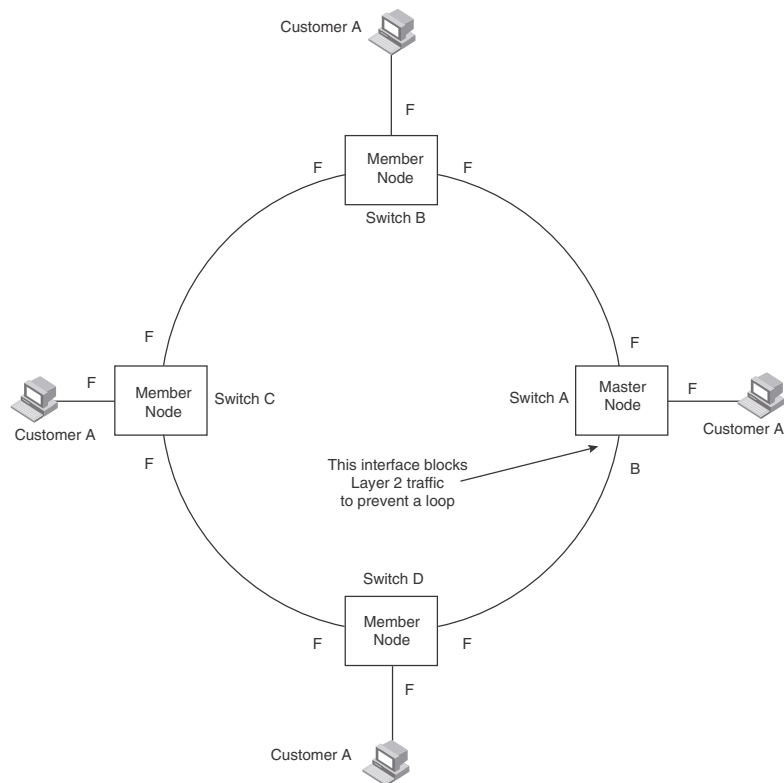 Customer A
F
F
Member
Node
F
Switch B
F
F
F
Member
Node
Switch C
Switch A
Master
Node
F
Customer A
Customer A
F
This interface blocks
Layer 2 traffic
to prevent a loop
B
Switch D
F
Member
Node
F
F
Customer A